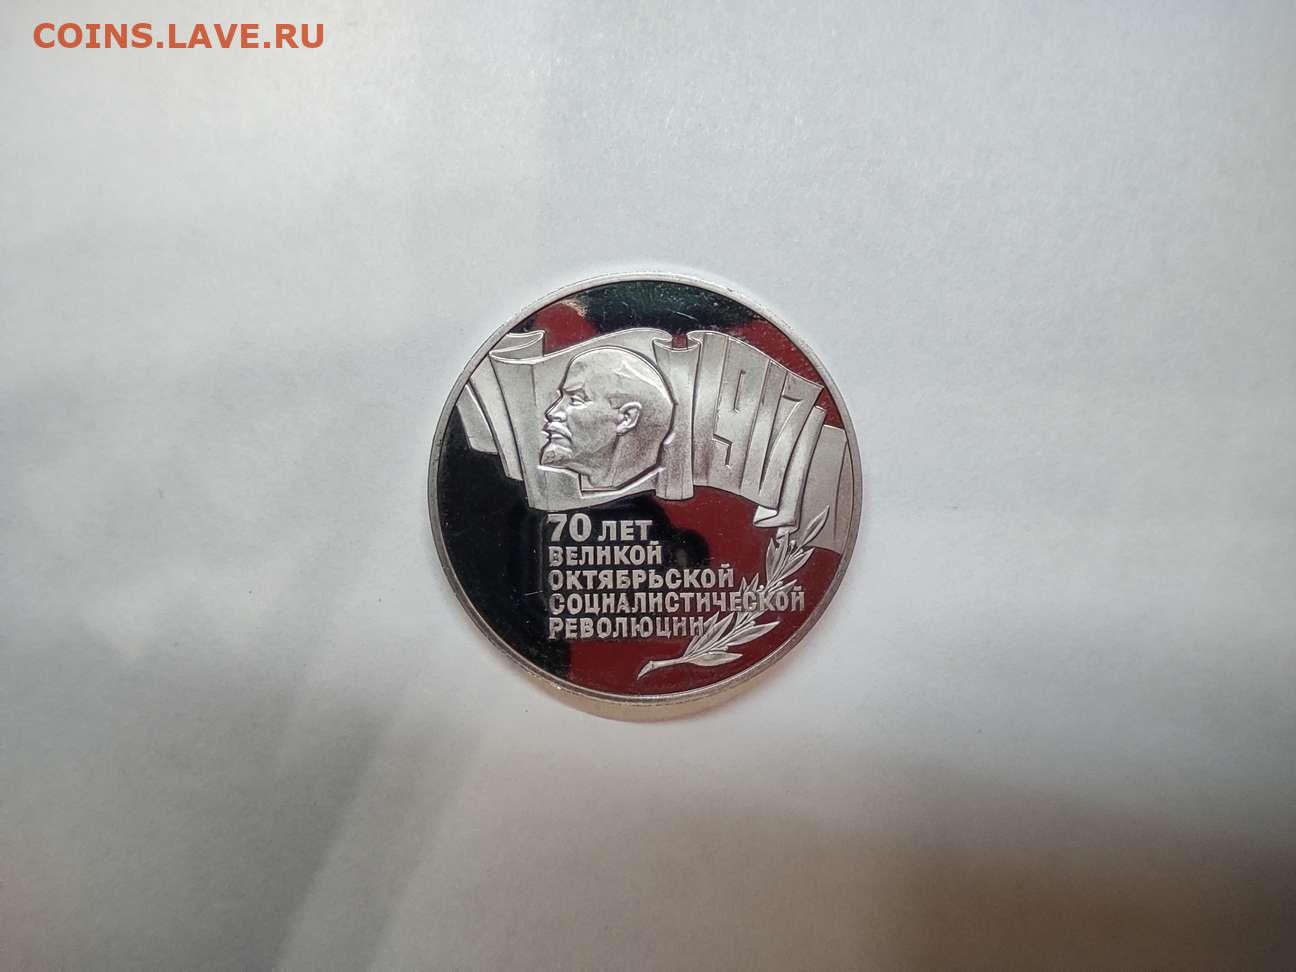 COINS.LAVE.RU
1917
70 ЛЕТ
ВЕЛИКОЙ
ОКТЯБРЬСКОЙ
СОЦИАЛИСТИЧЕСКОЙ
РЕВОЛЮЦИИ